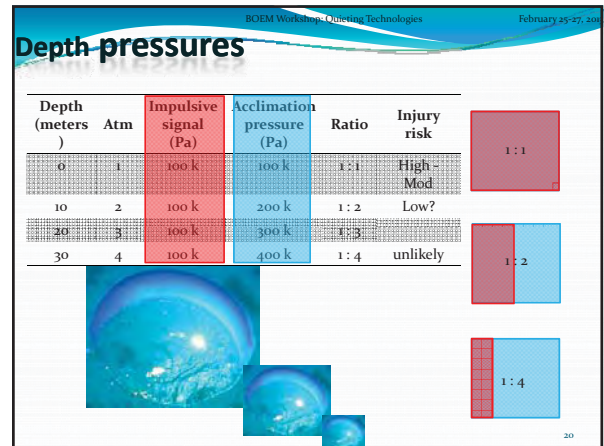 BOEM Workshop: Quieting Technologies February 25-27, 201
Depth pressures
Depth (meters ) Atm Impulsive signal (Pa) Acclimation pressure (Pa) Ratio Injury risk
0 1 100 k 100 k 1 : 1 High - Mod
10 2 100 k 200 k 1 : 2 Low?
20 3 100 k 300 k 1 : 3
30 4 100 k 400 k 1 : 4 unlikely
1 : 1
1 : 2
1 : 4
20